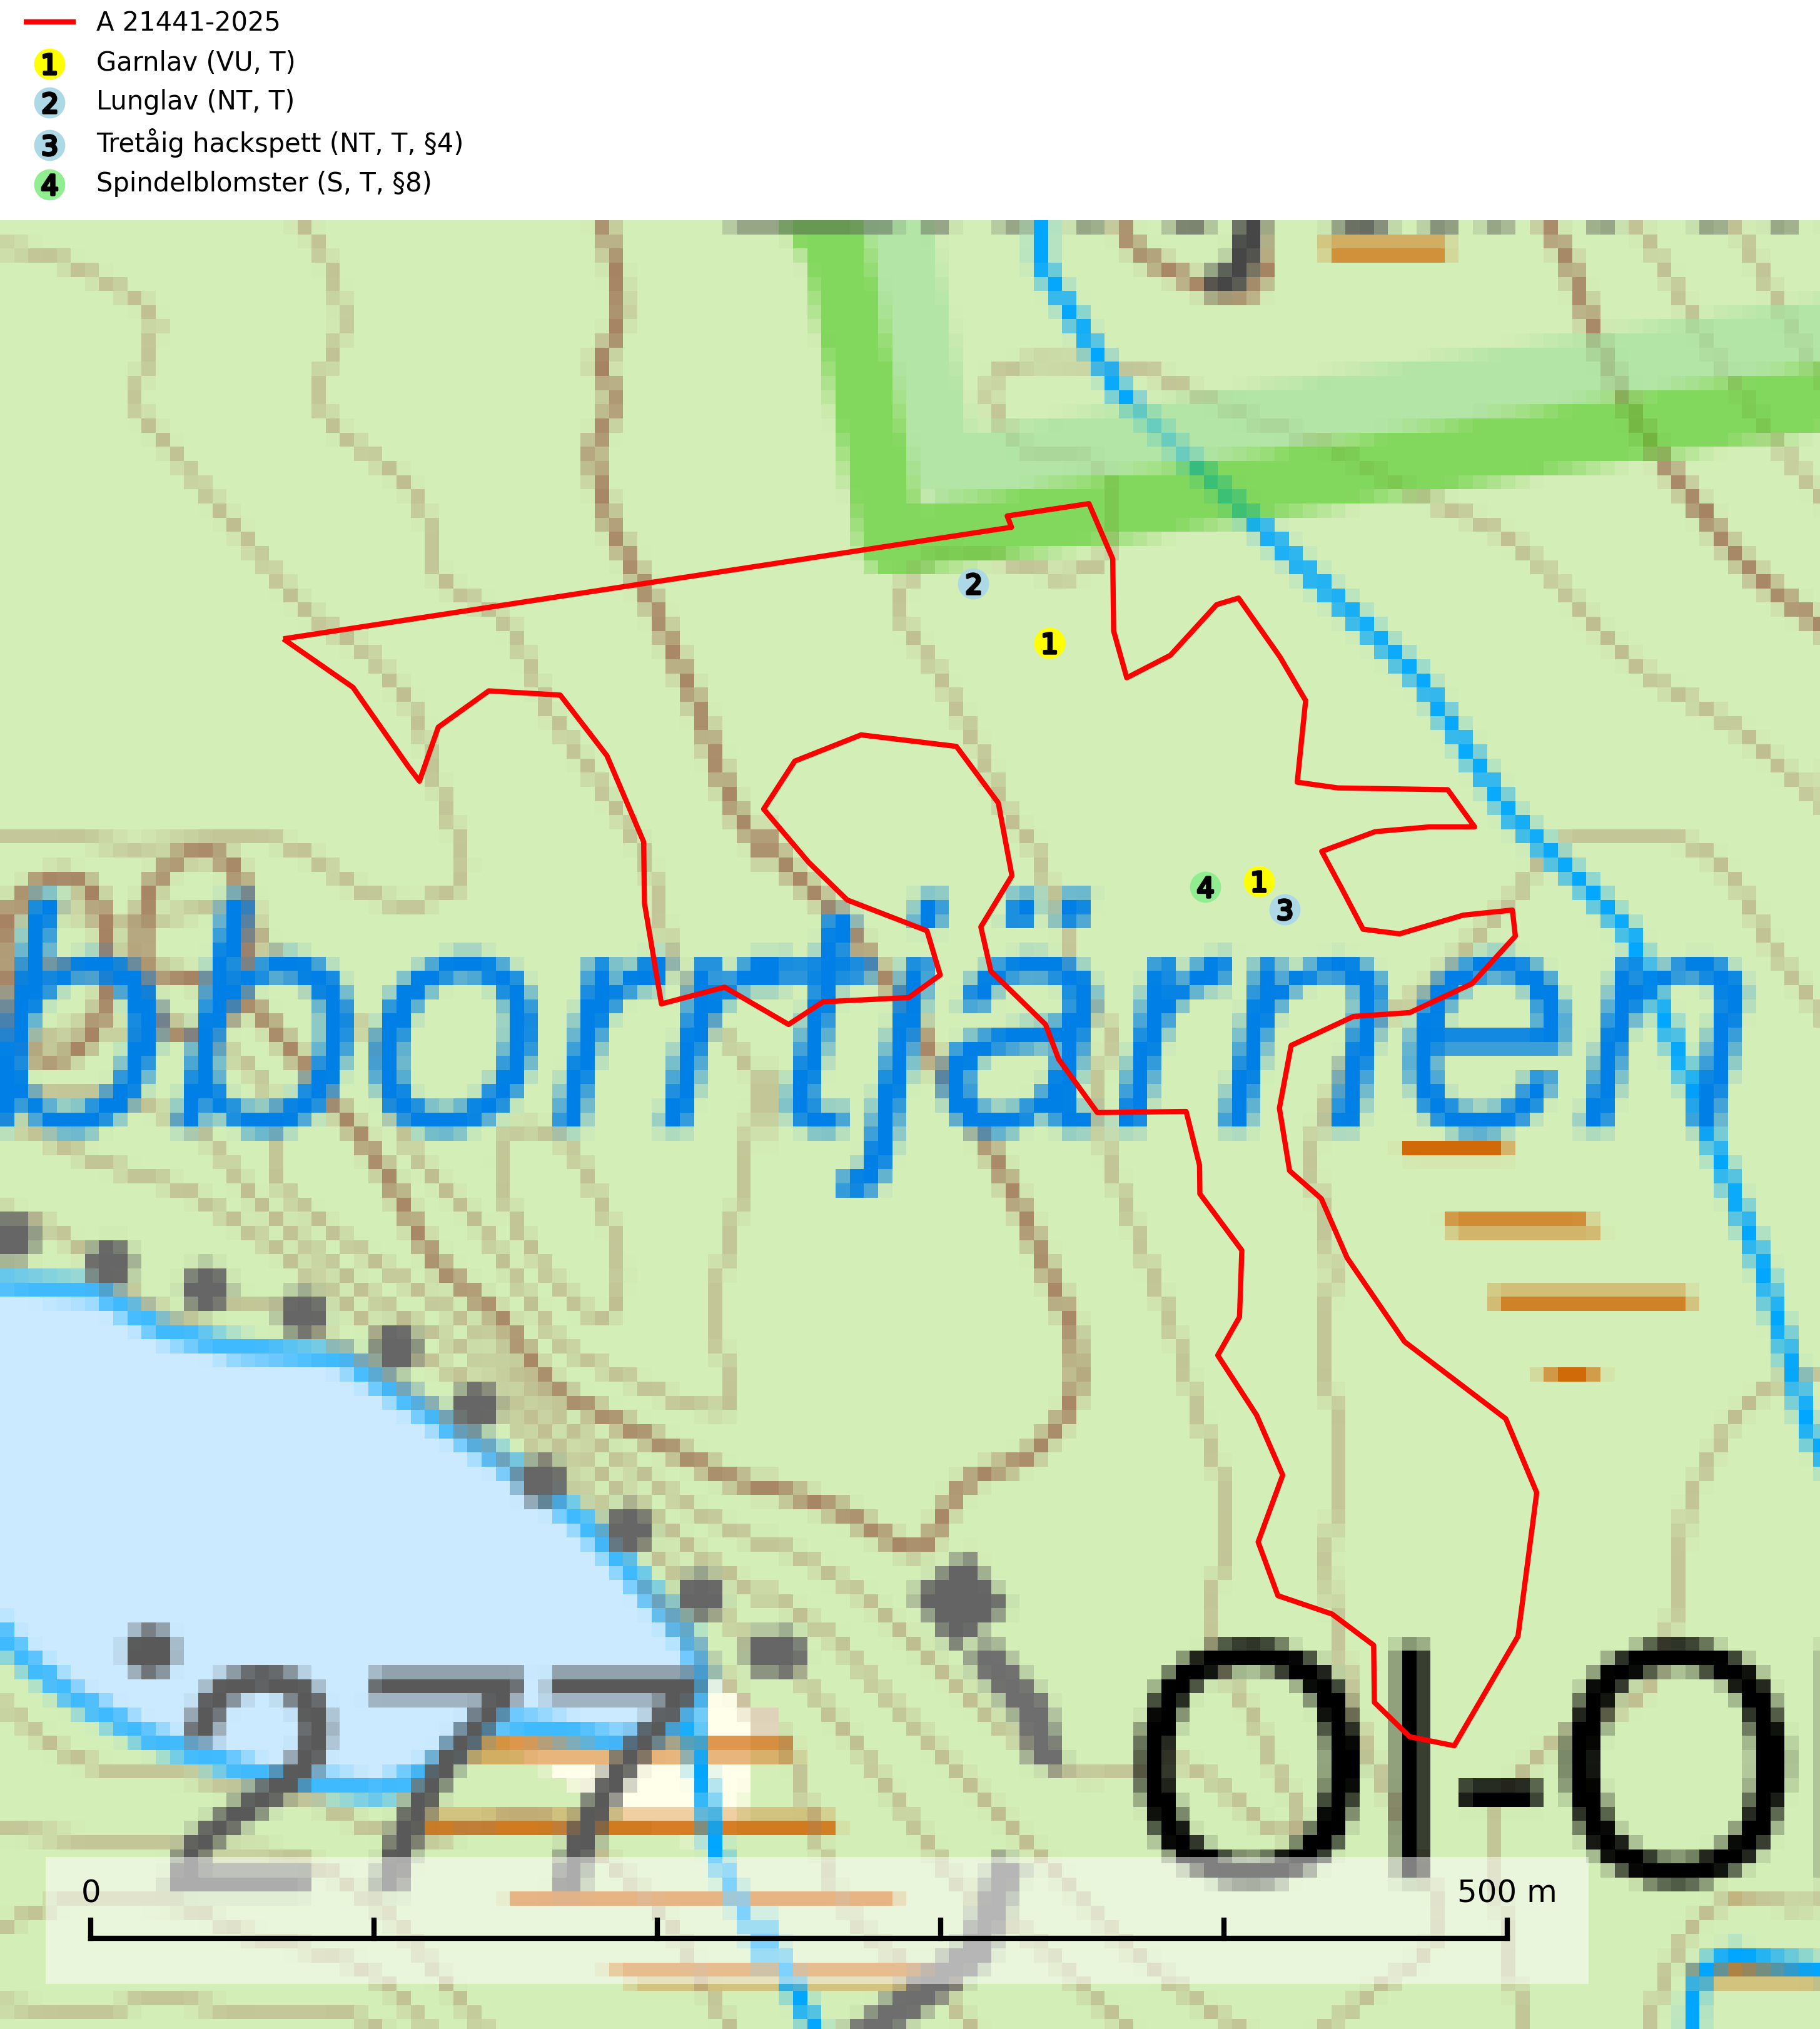 A 21441-2025
1 Garnlav (VU, T)
2 Lunglav (NT, T)
3 Tretåig hackspett (NT, T, §4)
4 Spindelblomster (S, T, §8)
2
1
4 1
3
bborrtjärnen
277
01-0
0 500 m